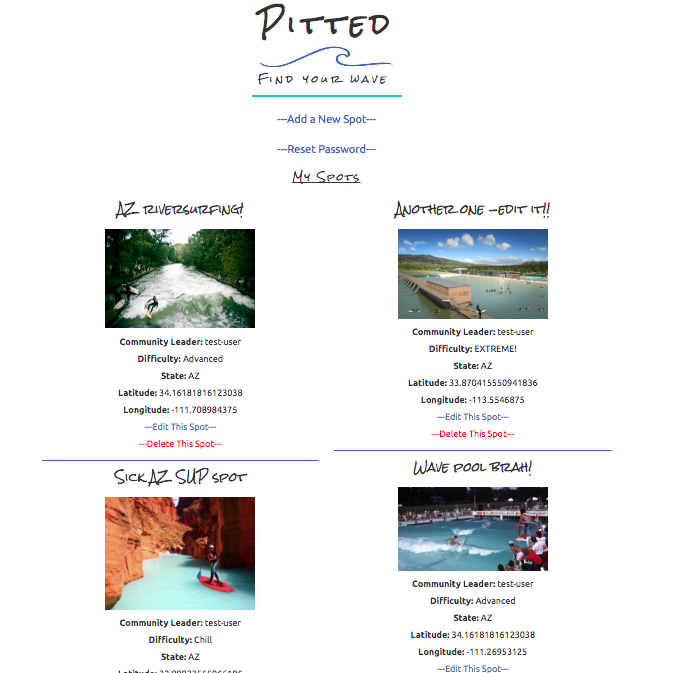 Pitted
Find your wave
---Add a New Spot---
---Reset Password---
My Spots
AZ riversurfing!
Community Leader: test-user
Difficulty: Advanced
State: AZ
Latitude: 34.16181816123038
Longitude: -111.708984375
---Edit This Spot---
---Delete This Spot---
Another one -edit it!!
Community Leader: test-user
Difficulty: EXTREME!
State: AZ
Latitude: 33.870415550941836
Longitude: -113.5546875
---Edit This Spot---
---Delete This Spot---
Sick AZ SUP spot
Community Leader: test-user
Difficulty: Chill
State: AZ
Wave pool brah!
Community Leader: test-user
Difficulty: Advanced
State: AZ
Latitude: 34.16181816123038
Longitude: -111.26953125
---Edit This Spot---